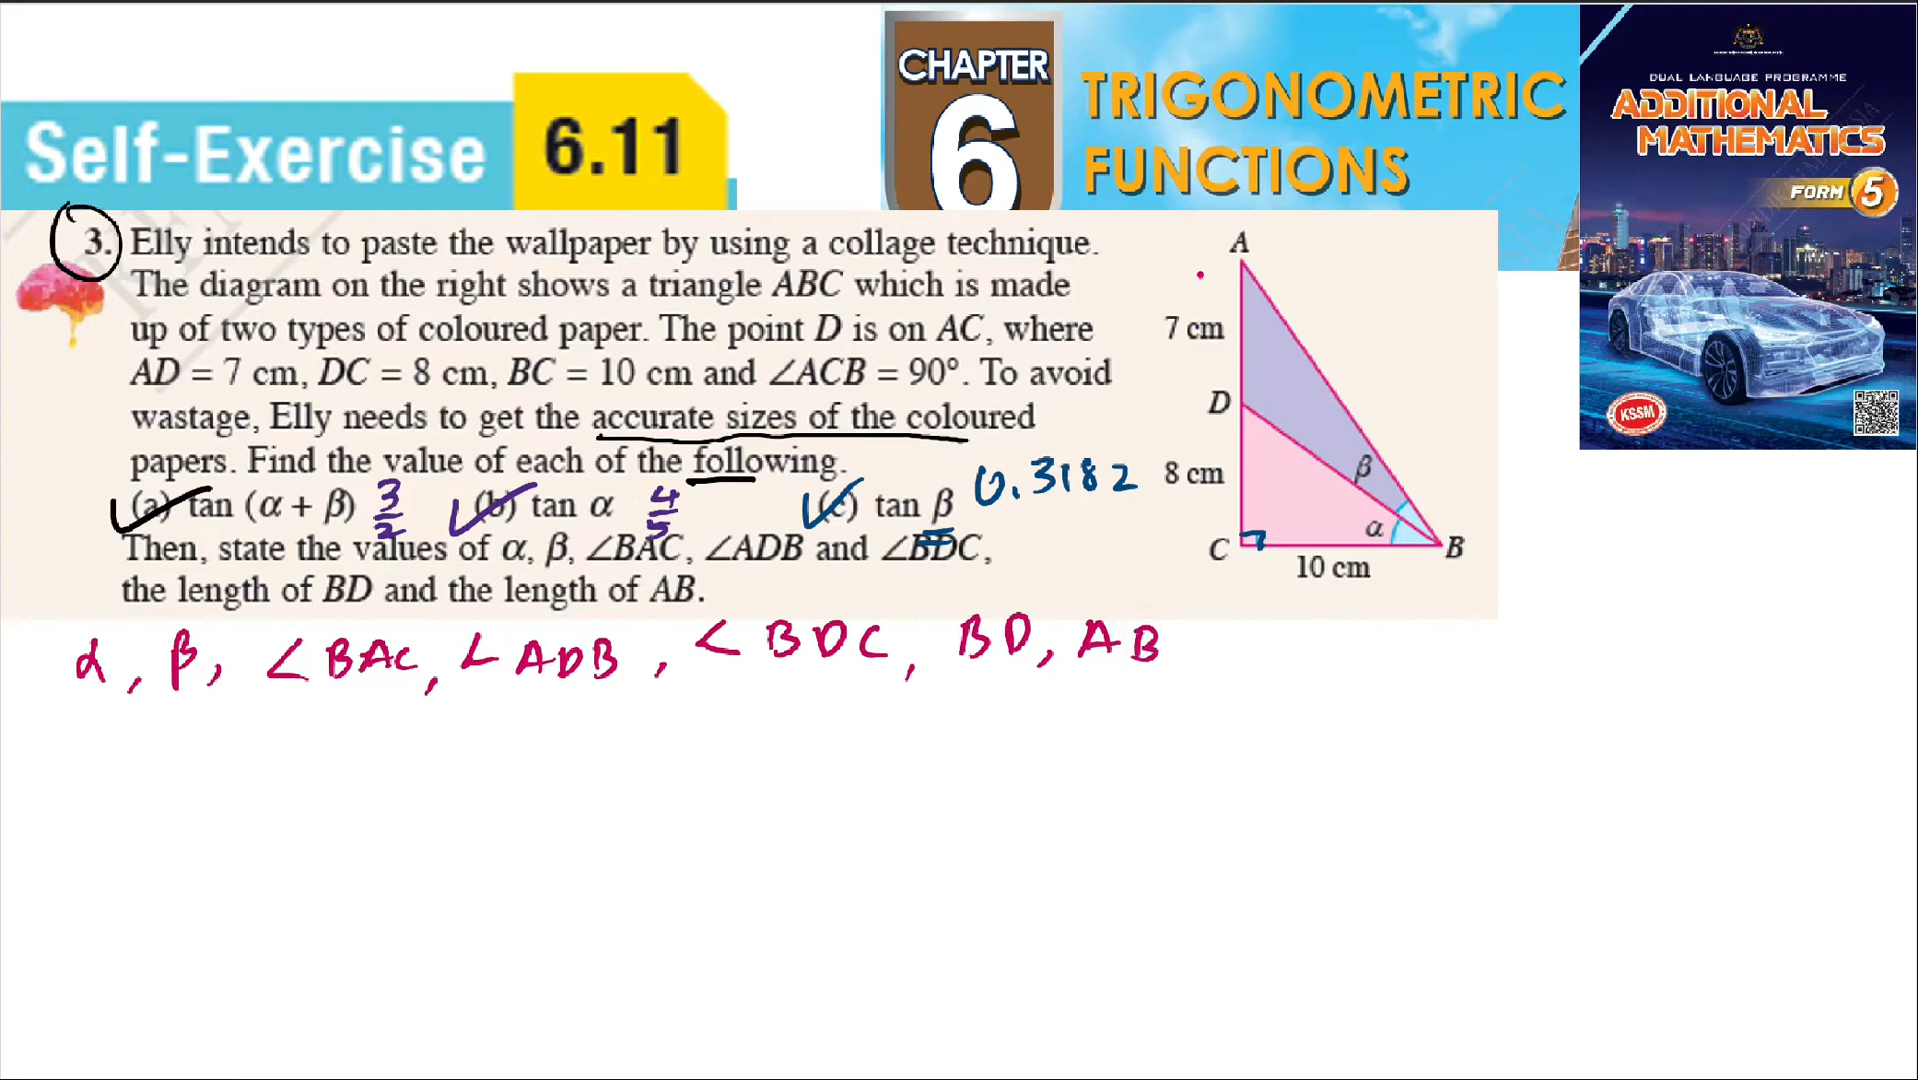 CHAPTER
6
TRIGONOMETRIC
FUNCTIONS
DUAL LANGUAGE PROGRAMME
ADDITIONAL
MATHEMATICS
FORM 5
KSSM
Self-Exercise 6.11
3. Elly intends to paste the wallpaper by using a collage technique.
The diagram on the right shows a triangle ABC which is made
up of two types of coloured paper. The point D is on AC, where
AD = 7 cm, DC = 8 cm, BC = 10 cm and ∠ACB = 90°. To avoid
wastage, Elly needs to get the accurate sizes of the coloured
papers. Find the value of each of the following.
(a) tan (α + β) 3/2 (b) tan α 4/5 (c) tan β 0.3182
Then, state the values of α, β, ∠BAC, ∠ADB and ∠BDC,
the length of BD and the length of AB.
A
7 cm
D
β
8 cm
α
C
B
10 cm
α, β, ∠BAC, ∠ADB, ∠BDC, BD, AB